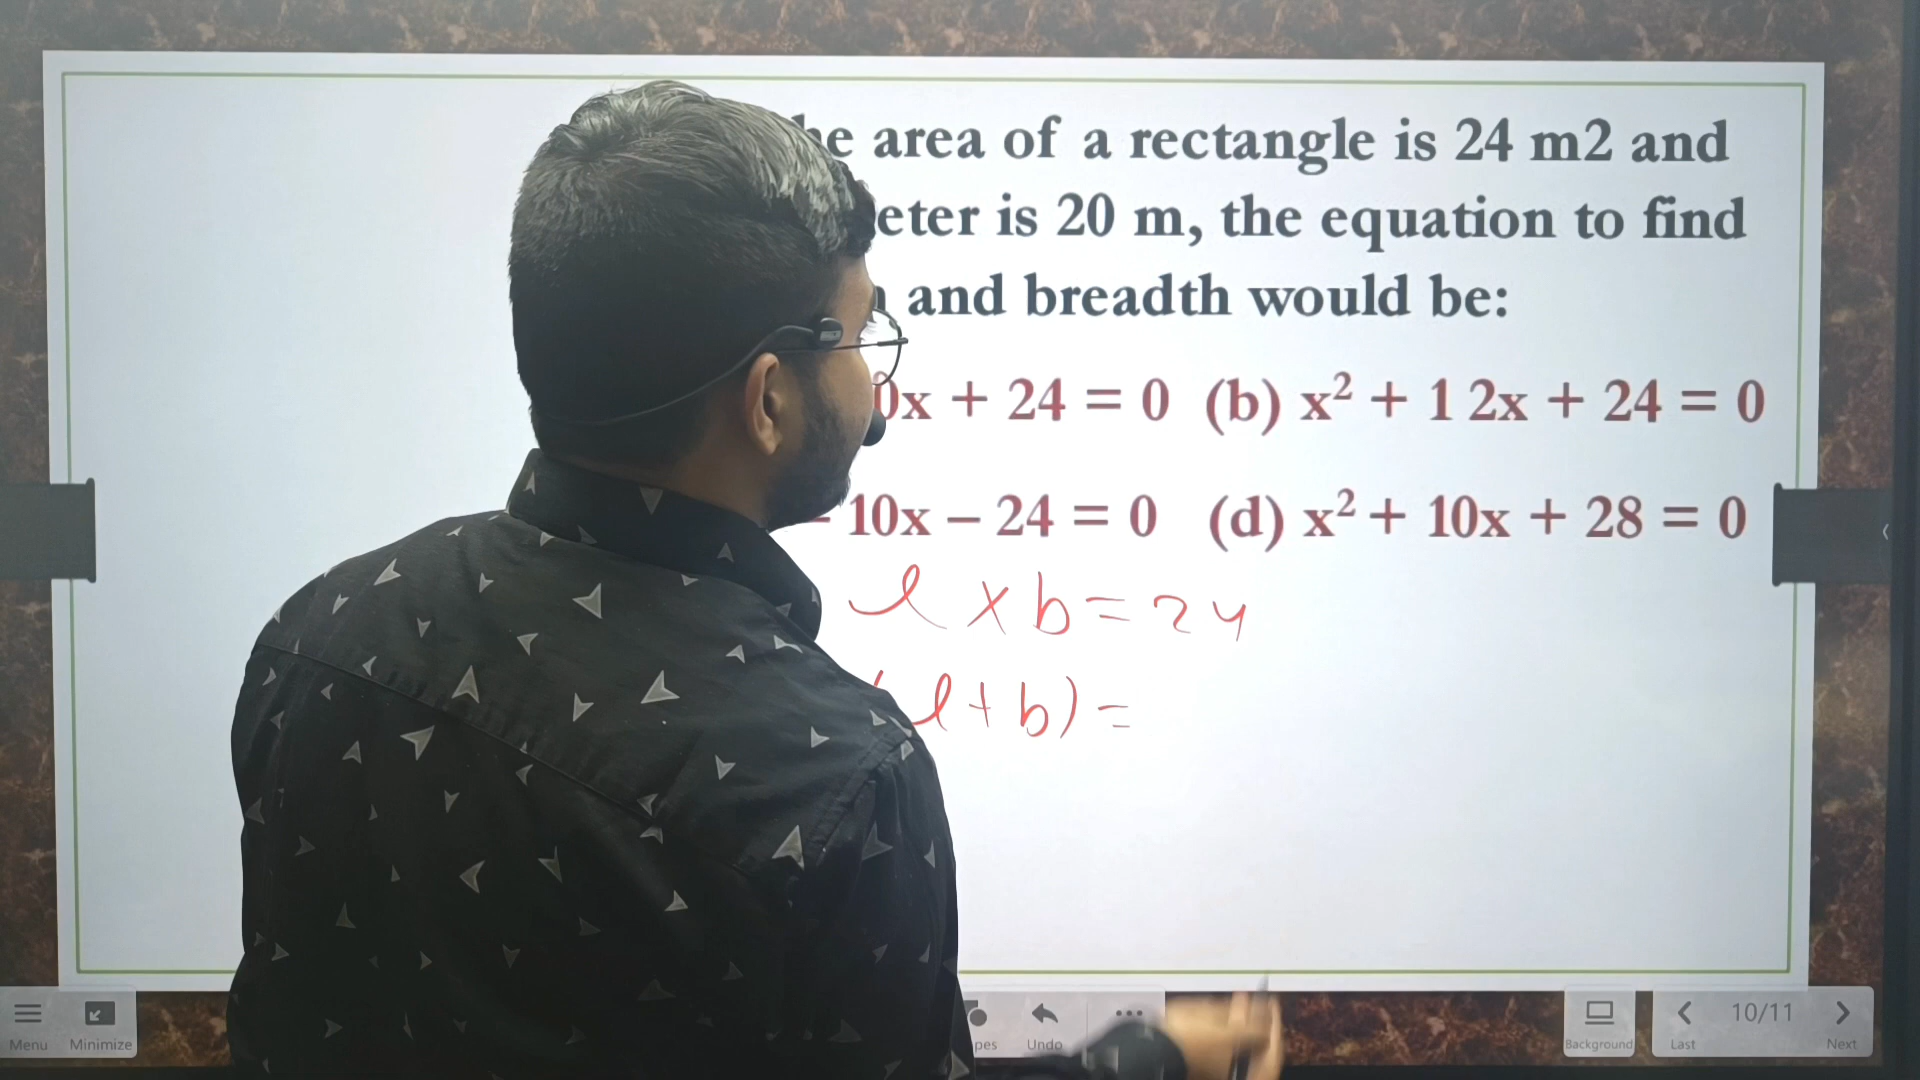 area of a rectangle is 24 m2 and
is 20 m, the equation to find
and breadth would be:
0x + 24 = 0 (b) x² + 1 2x + 24 = 0
– 10x – 24 = 0 (d) x² + 10x + 28 = 0
l × b = 24
(l + b) =
Menu Minimize Undo Background Last 10/11 Next